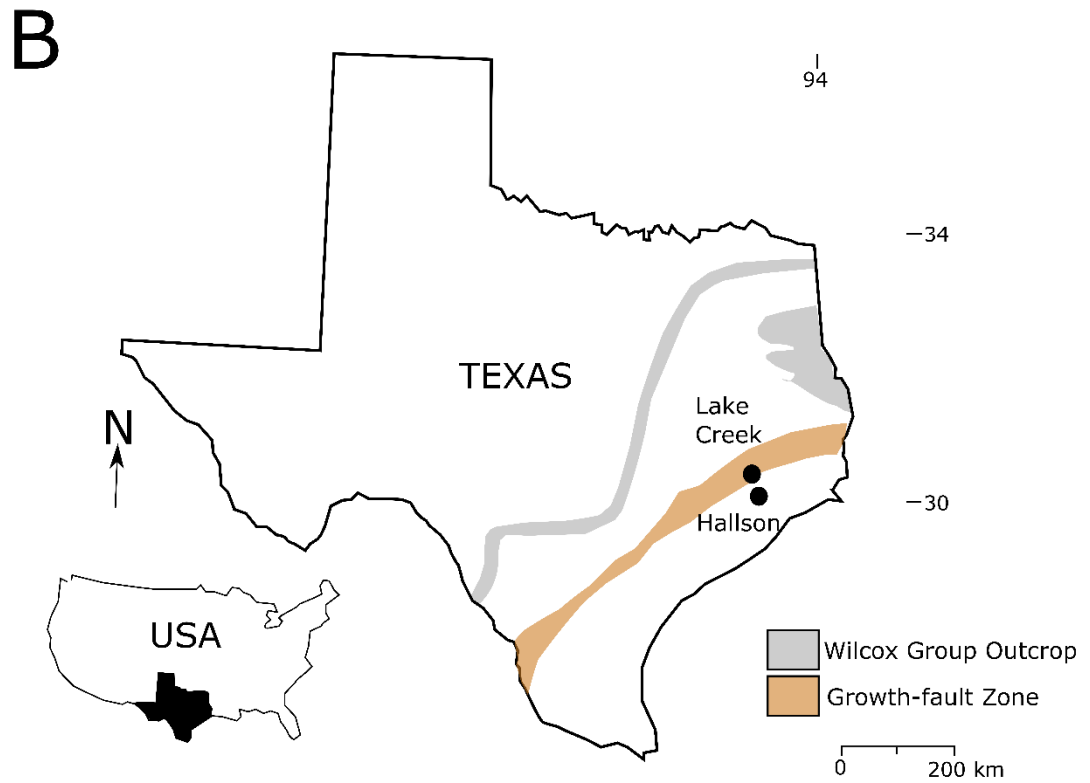 B
94
34
TEXAS
Lake
Creek
N
30
Hallson
USA
Wilcox Group Outcrop
Growth-fault Zone
0 200 km